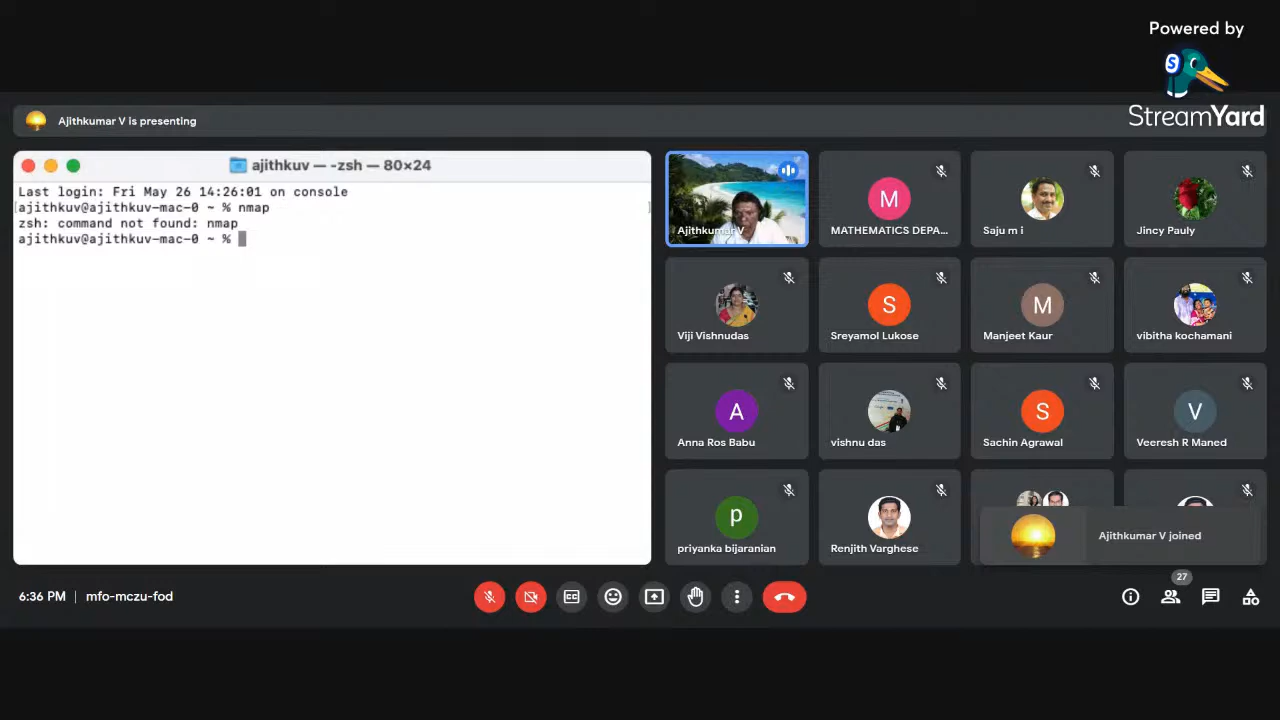 Powered by
S
StreamYard
Ajithkumar V is presenting
ajithkuv — -zsh — 80×24
Last login: Fri May 26 14:26:01 on console
[ajithkuv@ajithkuv-mac-0 ~ % nmap ]
zsh: command not found: nmap
ajithkuv@ajithkuv-mac-0 ~ %
Ajithkumar V
M
MATHEMATICS DEPA...
Saju m i
Jincy Pauly
Viji Vishnudas
S
Sreyamol Lukose
M
Manjeet Kaur
vibitha kochamani
A
Anna Ros Babu
vishnu das
S
Sachin Agrawal
V
Veeresh R Maned
p
priyanka bijaranian
Renjith Varghese
Ajithkumar V joined
6:36 PM | mfo-mczu-fod
CC
27